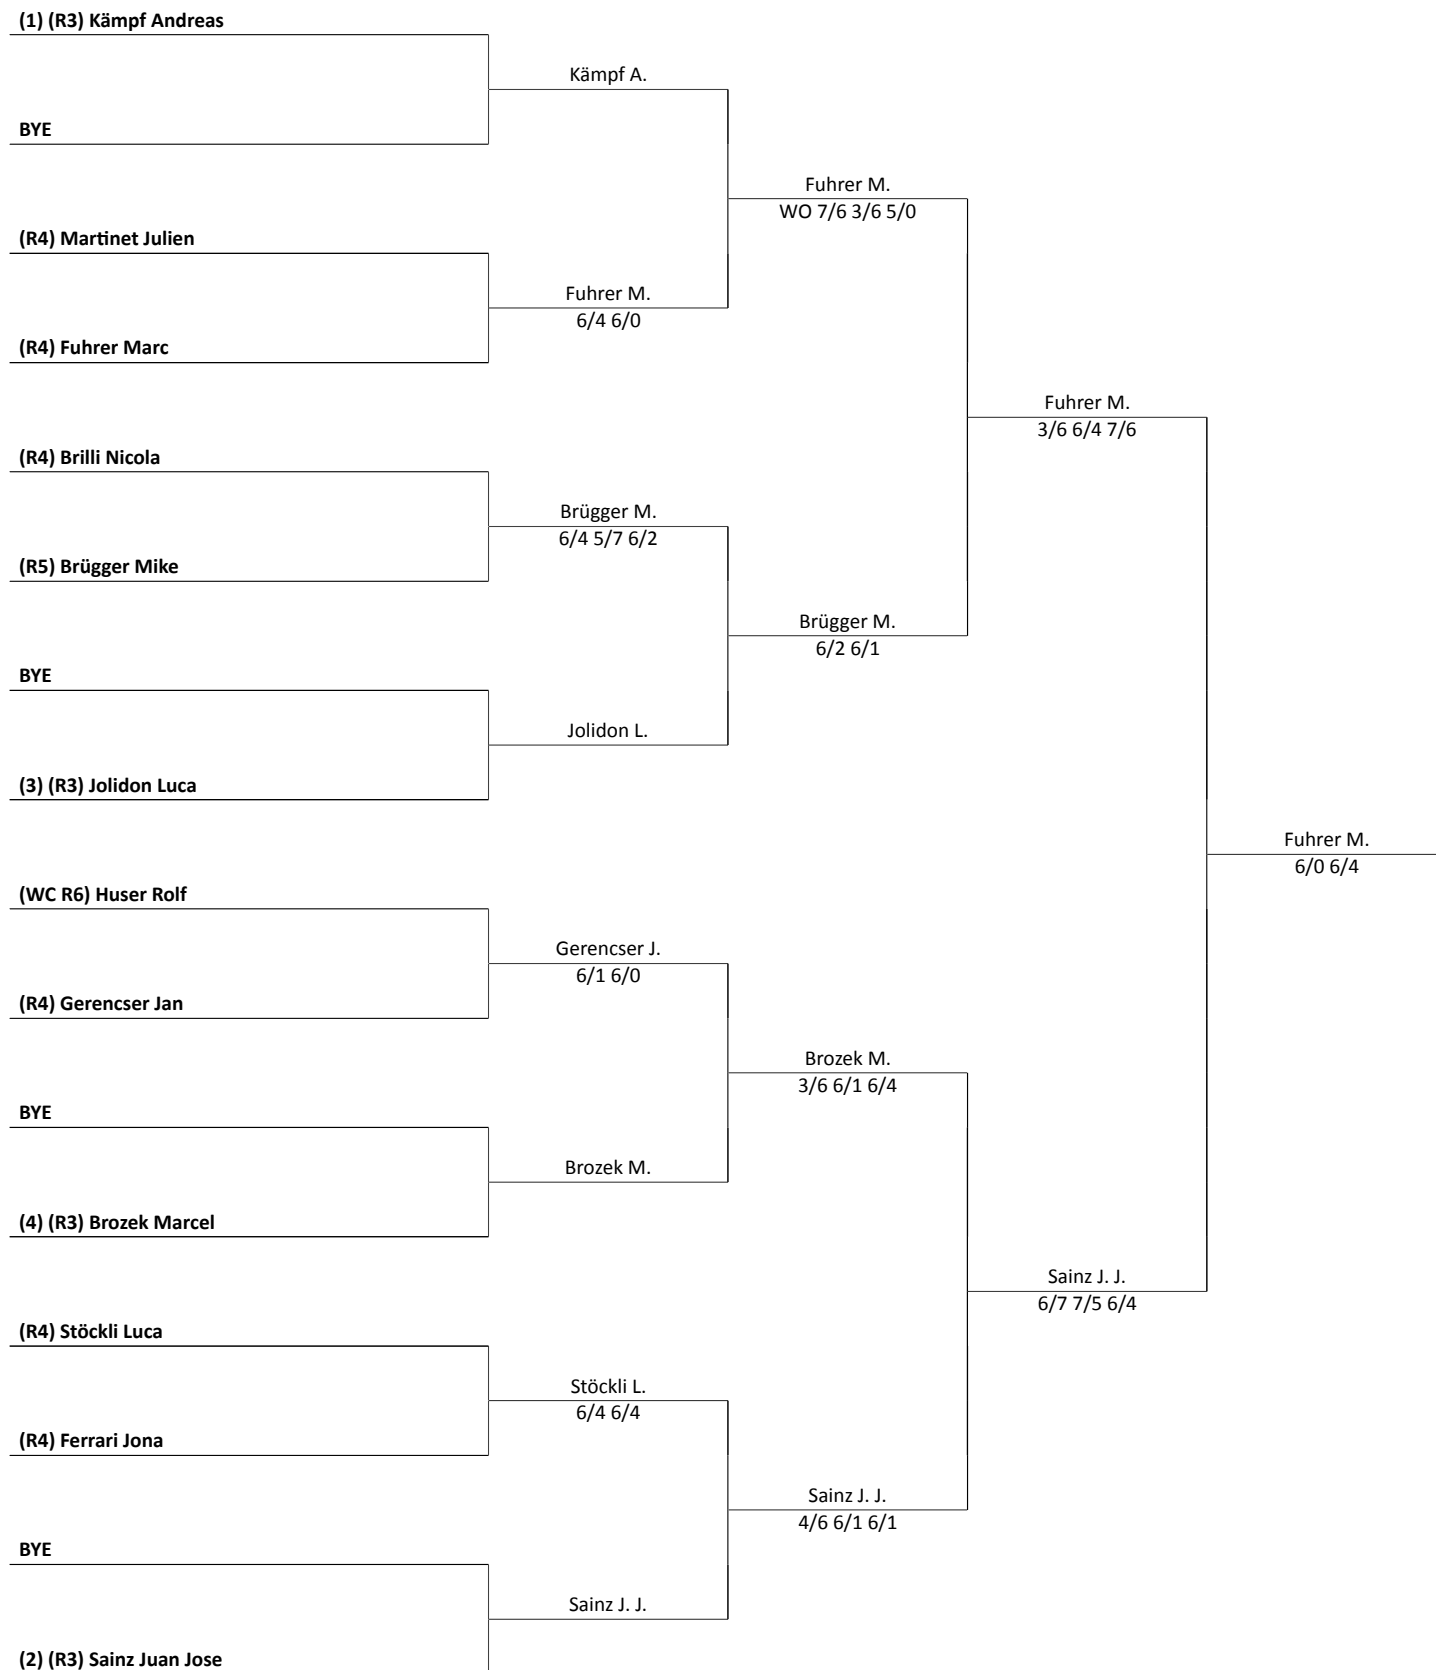 (1) (R3) Kämpf Andreas
Kämpf A.
BYE
Fuhrer M.
WO 7/6 3/6 5/0
(R4) Martinet Julien
Fuhrer M.
6/4 6/0
(R4) Fuhrer Marc
Fuhrer M.
3/6 6/4 7/6
(R4) Brilli Nicola
Brügger M.
6/4 5/7 6/2
(R5) Brügger Mike
Brügger M.
6/2 6/1
BYE
Jolidon L.
(3) (R3) Jolidon Luca
Fuhrer M.
6/0 6/4
(WC R6) Huser Rolf
Gerencser J.
6/1 6/0
(R4) Gerencser Jan
Brozek M.
3/6 6/1 6/4
BYE
Brozek M.
(4) (R3) Brozek Marcel
Sainz J. J.
6/7 7/5 6/4
(R4) Stöckli Luca
Stöckli L.
6/4 6/4
(R4) Ferrari Jona
Sainz J. J.
4/6 6/1 6/1
BYE
Sainz J. J.
(2) (R3) Sainz Juan Jose